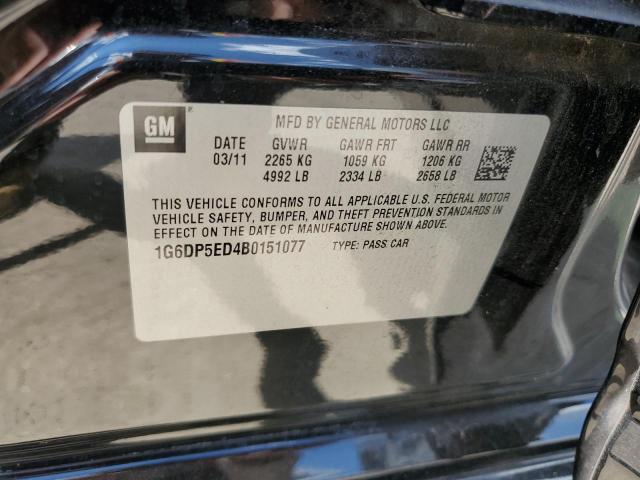 GM
MFD BY GENERAL MOTORS LLC
DATE GVWR GAWR FRT GAWR RR
03/11 2265 KG 1059 KG 1206 KG
4992 LB 2334 LB 2658 LB
THIS VEHICLE CONFORMS TO ALL APPLICABLE U.S. FEDERAL MOTOR
VEHICLE SAFETY, BUMPER, AND THEFT PREVENTION STANDARDS IN
EFFECT ON THE DATE OF MANUFACTURE SHOWN ABOVE.
1G6DP5ED4B0151077 TYPE: PASS CAR